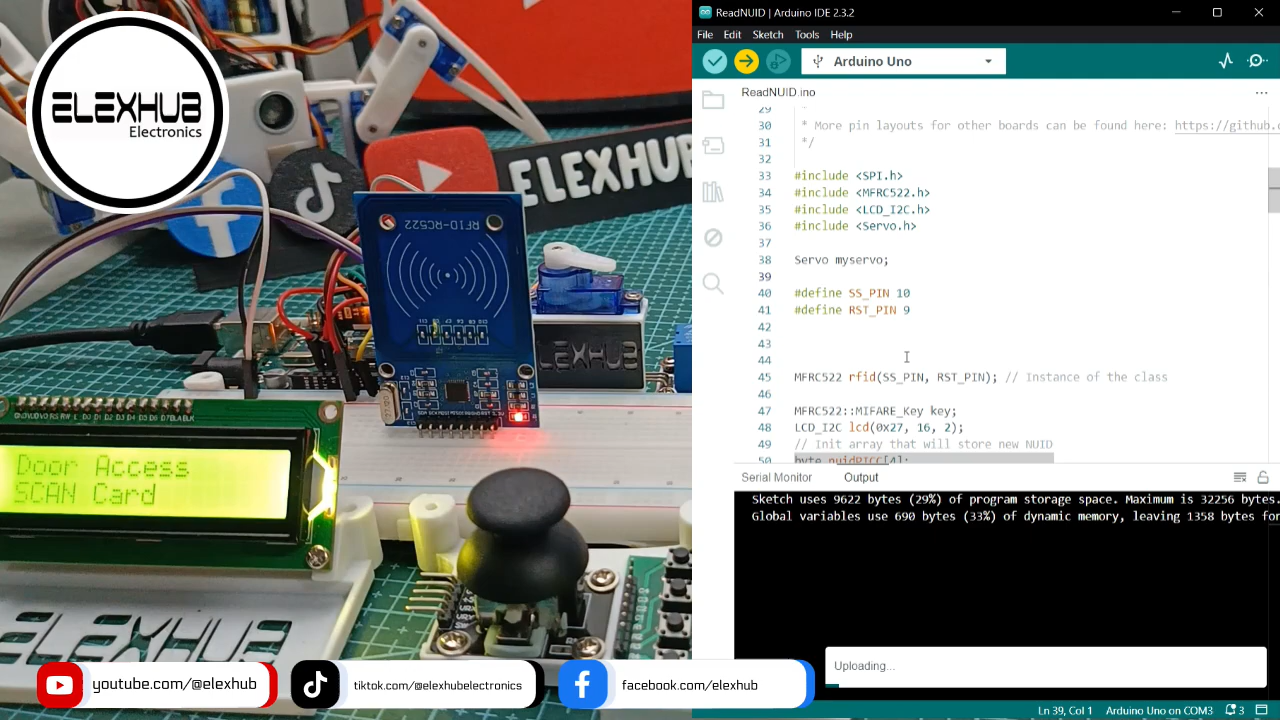 ELEXHUB
Electronics
ELEXHUB
RFID-RC522
ELEXHUB
Door Access
SCAN Card
ELEXHUB
youtube.com/@elexhub
tiktok.com/@elexhubelectronics
facebook.com/elexhub
ReadNUID | Arduino IDE 2.3.2
File Edit Sketch Tools Help
Arduino Uno
ReadNUID.ino
29 *
30 * More pin layouts for other boards can be found here: https://github.c
31 */
32
33 #include <SPI.h>
34 #include <MFRC522.h>
35 #include <LCD_I2C.h>
36 #include <Servo.h>
37
38 Servo myservo;
39
40 #define SS_PIN 10
41 #define RST_PIN 9
42
43
44
45 MFRC522 rfid(SS_PIN, RST_PIN); // Instance of the class
46
47 MFRC522::MIFARE_Key key;
48 LCD_I2C lcd(0x27, 16, 2);
49 // Init array that will store new NUID
50 byte nuidPICC[4];
Serial Monitor Output
Sketch uses 9622 bytes (29%) of program storage space. Maximum is 32256 bytes.
Global variables use 690 bytes (33%) of dynamic memory, leaving 1358 bytes for
Uploading...
Ln 39, Col 1 Arduino Uno on COM3 3